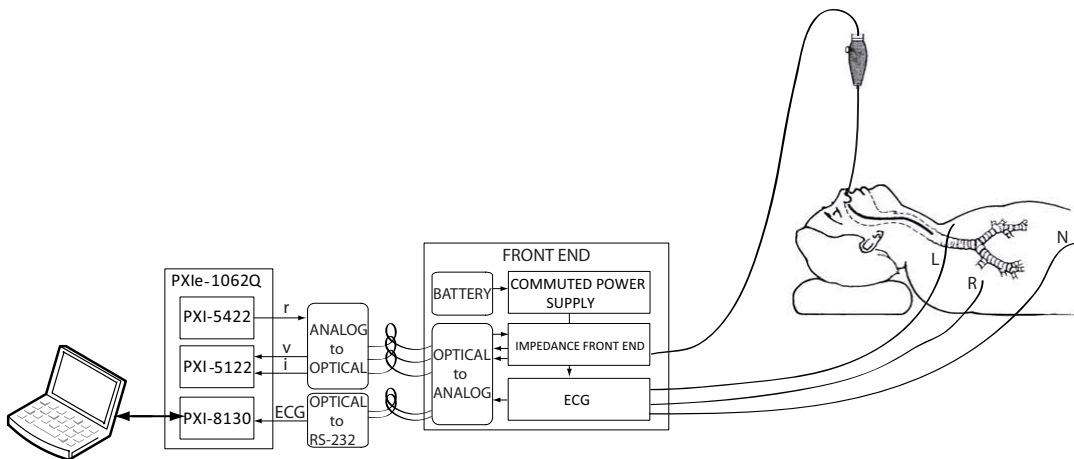 PXIe-1062Q
PXI-5422
PXI-5122
PXI-8130
r
v
i
ECG
ANALOG
to
OPTICAL
OPTICAL
to
RS-232
FRONT END
BATTERY
COMMUTED POWER
SUPPLY
OPTICAL
to
ANALOG
IMPEDANCE FRONT END
ECG
L
R
N